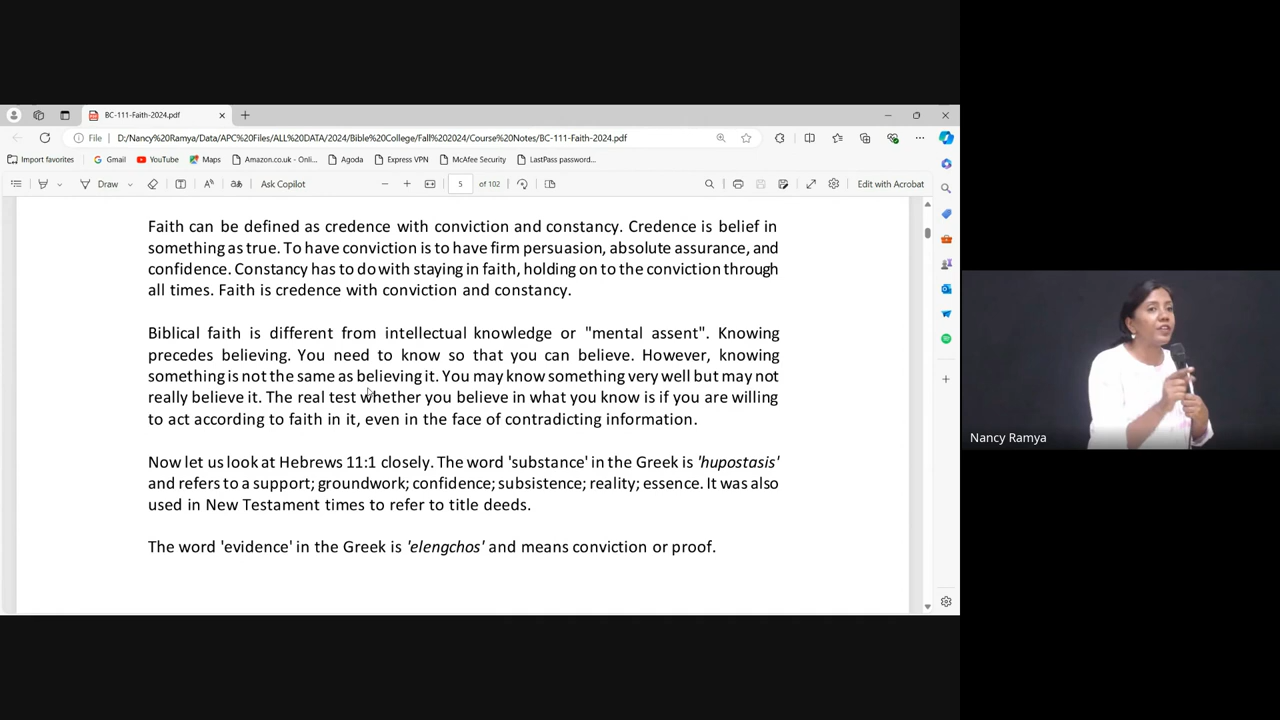 BC-111-Faith-2024.pdf
File
D:/Nancy%20Ramya/Data/APC%20Files/ALL%20DATA/2024/Bible%20College/Fall%202024/Course%20Notes/BC-111-Faith-2024.pdf
Import favorites Gmail YouTube Maps Amazon.co.uk - Onli... Agoda Express VPN McAfee Security LastPass password...
Draw Ask Copilot 5 of 102 Edit with Acrobat
Faith can be defined as credence with conviction and constancy. Credence is belief in
something as true. To have conviction is to have firm persuasion, absolute assurance, and
confidence. Constancy has to do with staying in faith, holding on to the conviction through
all times. Faith is credence with conviction and constancy.
Biblical faith is different from intellectual knowledge or "mental assent". Knowing
precedes believing. You need to know so that you can believe. However, knowing
something is not the same as believing it. You may know something very well but may not
really believe it. The real test whether you believe in what you know is if you are willing
to act according to faith in it, even in the face of contradicting information.
Now let us look at Hebrews 11:1 closely. The word 'substance' in the Greek is 'hupostasis'
and refers to a support; groundwork; confidence; subsistence; reality; essence. It was also
used in New Testament times to refer to title deeds.
The word 'evidence' in the Greek is 'elengchos' and means conviction or proof.
Nancy Ramya